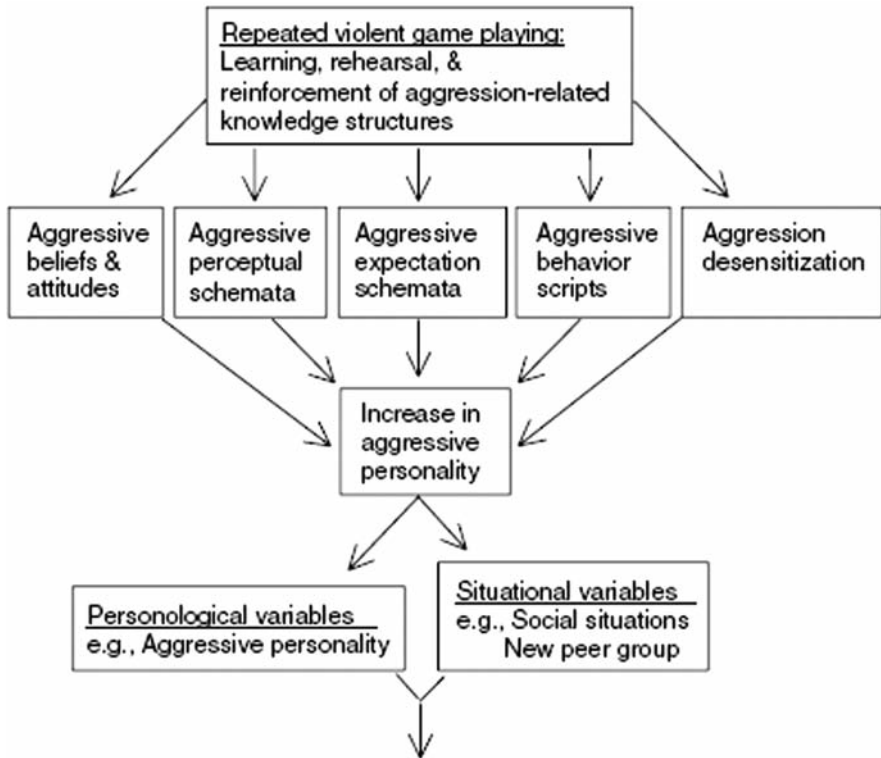 Repeated violent game playing:
Learning, rehearsal, &
reinforcement of aggression-related
knowledge structures
Aggressive
beliefs &
attitudes
Aggressive
perceptual
schemata
Aggressive
expectation
schemata
Aggressive
behavior
scripts
Aggression
desensitization
Increase in
aggressive
personality
Personological variables
e.g., Aggressive personality
Situational variables
e.g., Social situations
New peer group